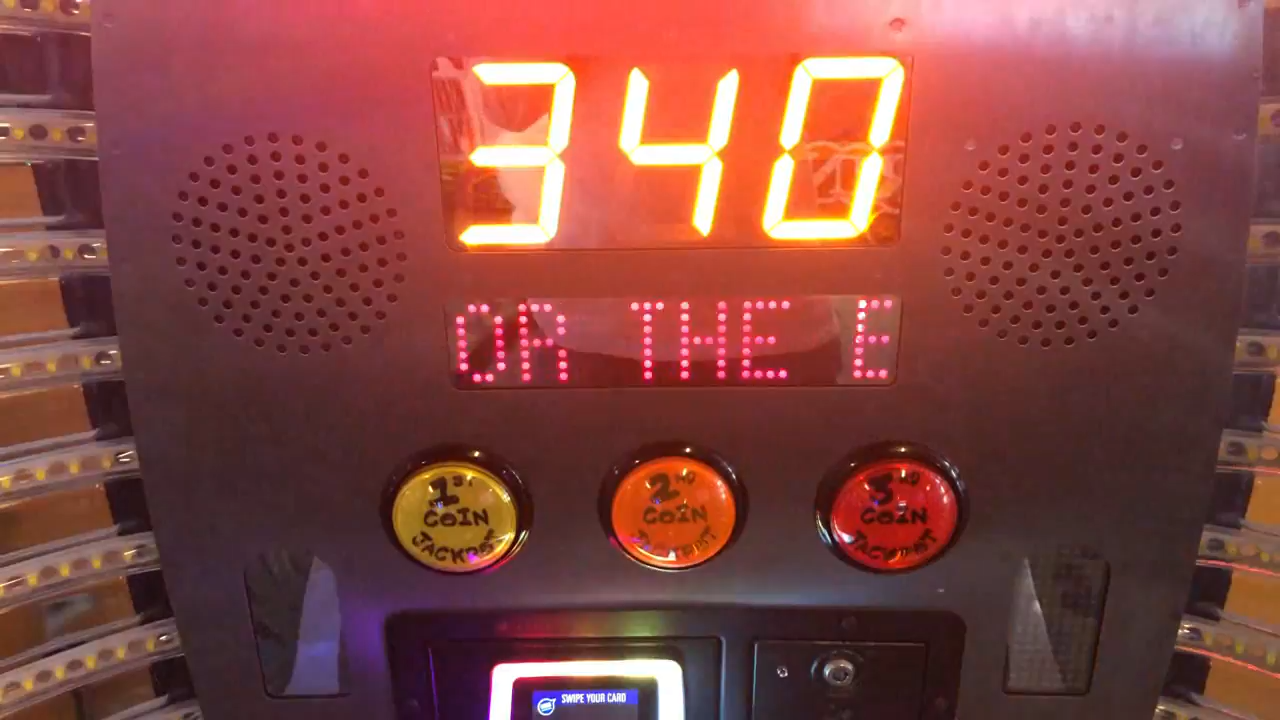 340
OR THE E
1ST
COIN
JACKPOT
2ND
COIN
JACKPOT
3RD
COIN
JACKPOT
SWIPE YOUR CARD